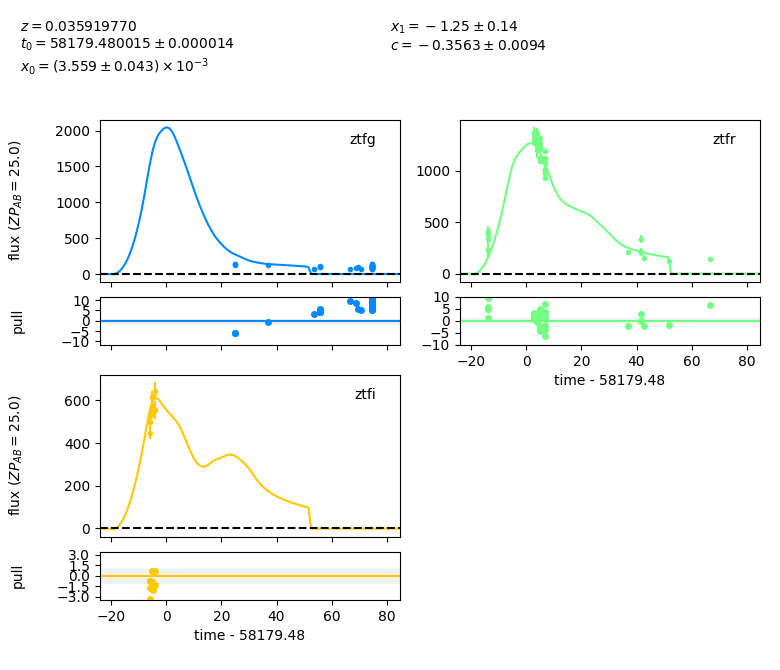 z = 0.035919770
x₁ = −1.25 ± 0.14
t₀ = 58179.480015 ± 0.000014
c = −0.3563 ± 0.0094
x₀ = (3.559 ± 0.043) × 10⁻³
flux (ZP_AB = 25.0)
2000
1500
1000
500
0
ztfg
1000
500
0
ztfr
pull
10
5
0
−5
−10
10
5
0
−5
−10
−20 0 20 40 60 80
time - 58179.48
flux (ZP_AB = 25.0)
600
400
200
0
ztfi
pull
3.0
1.5
0.0
−1.5
−3.0
−20 0 20 40 60 80
time - 58179.48